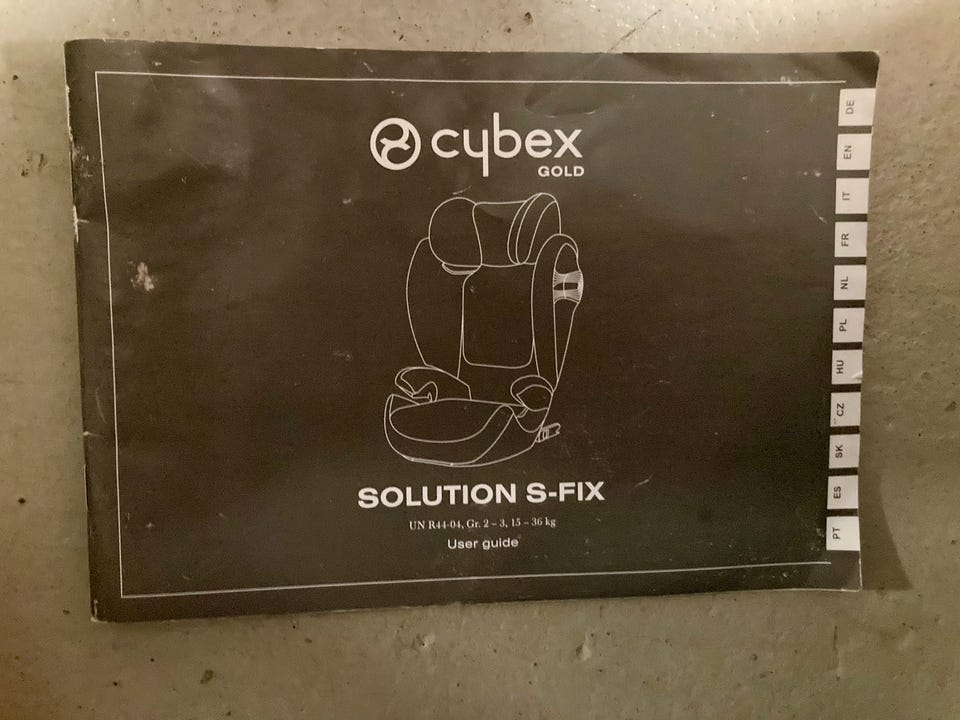 cybex
GOLD
SOLUTION S-FIX
UN R44-04, Gr. 2 – 3, 15 – 36 kg
User guide
DE
EN
IT
FR
NL
PL
HU
CZ
SK
ES
PT